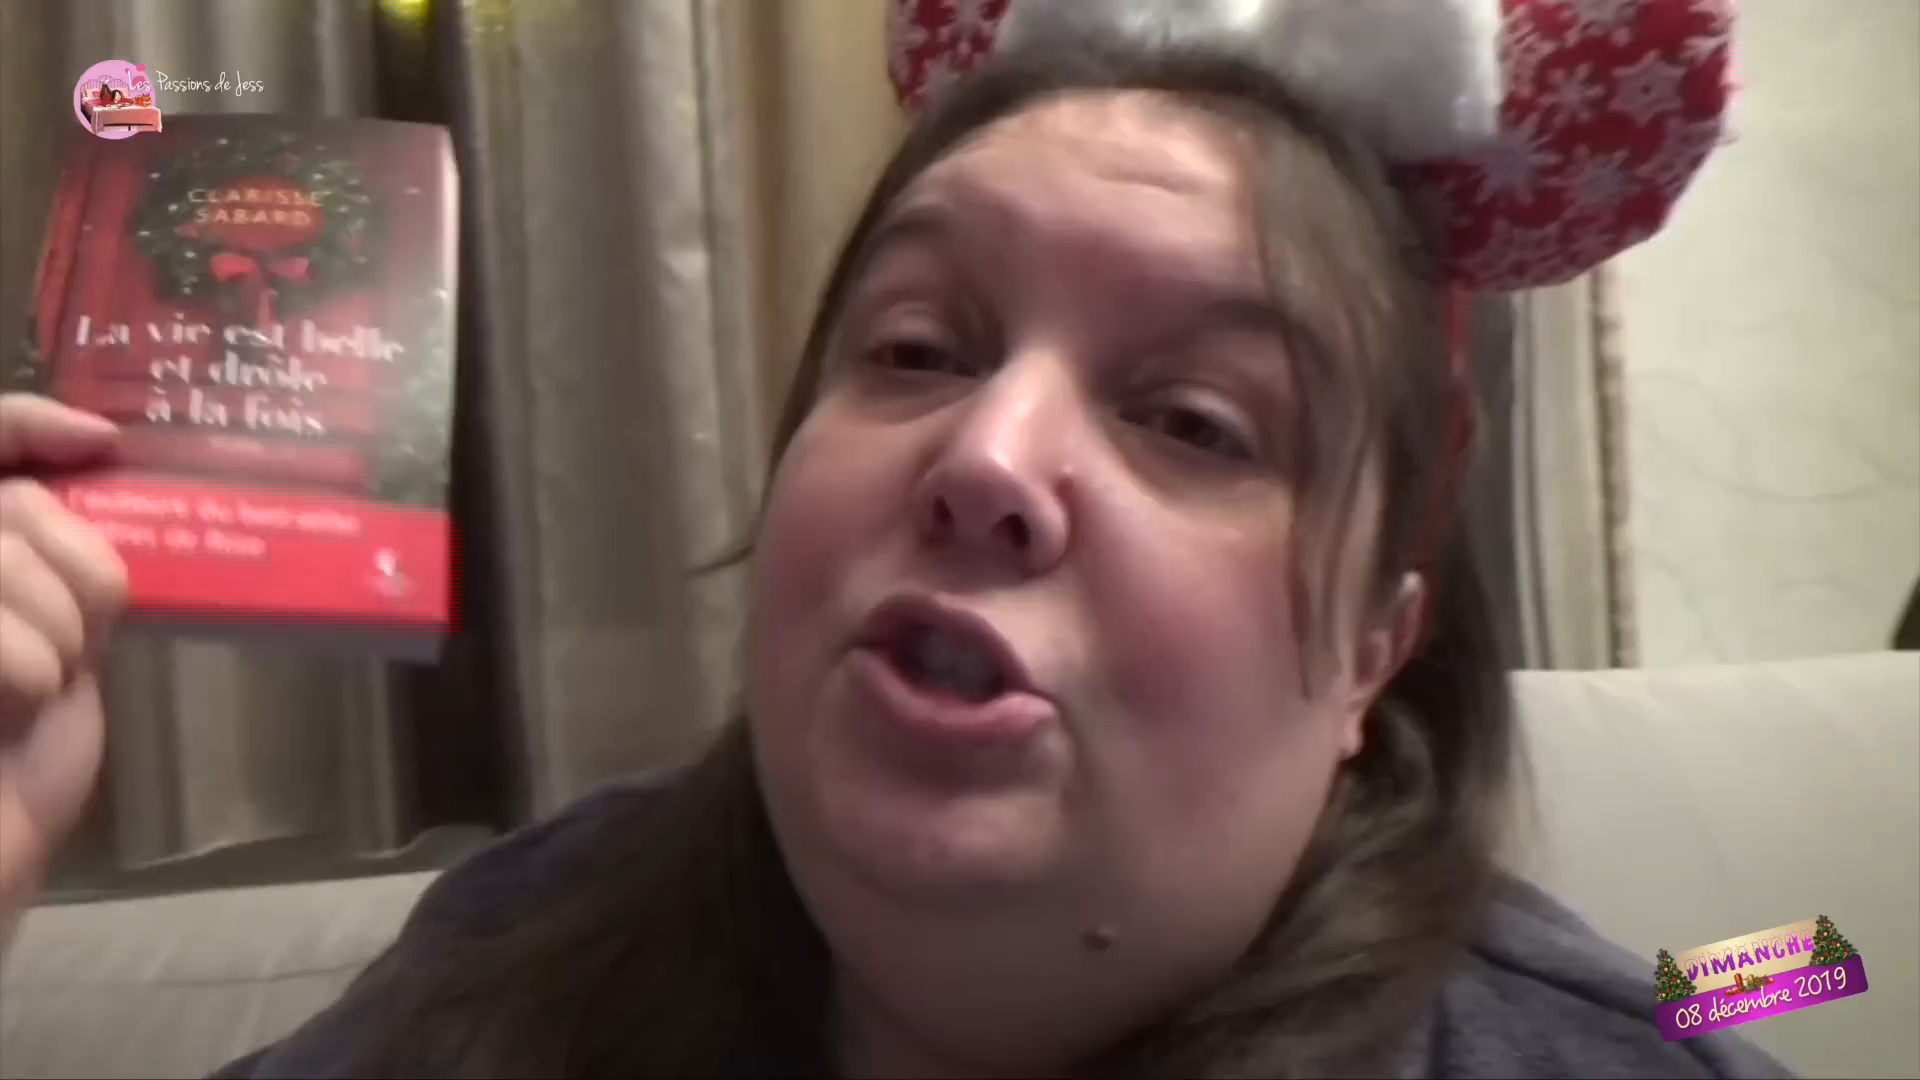 Les Passions de Jess
CLARISSE
SABARD
La vie est belle
et drôle
à la fois
DIMANCHE
08 décembre 2019